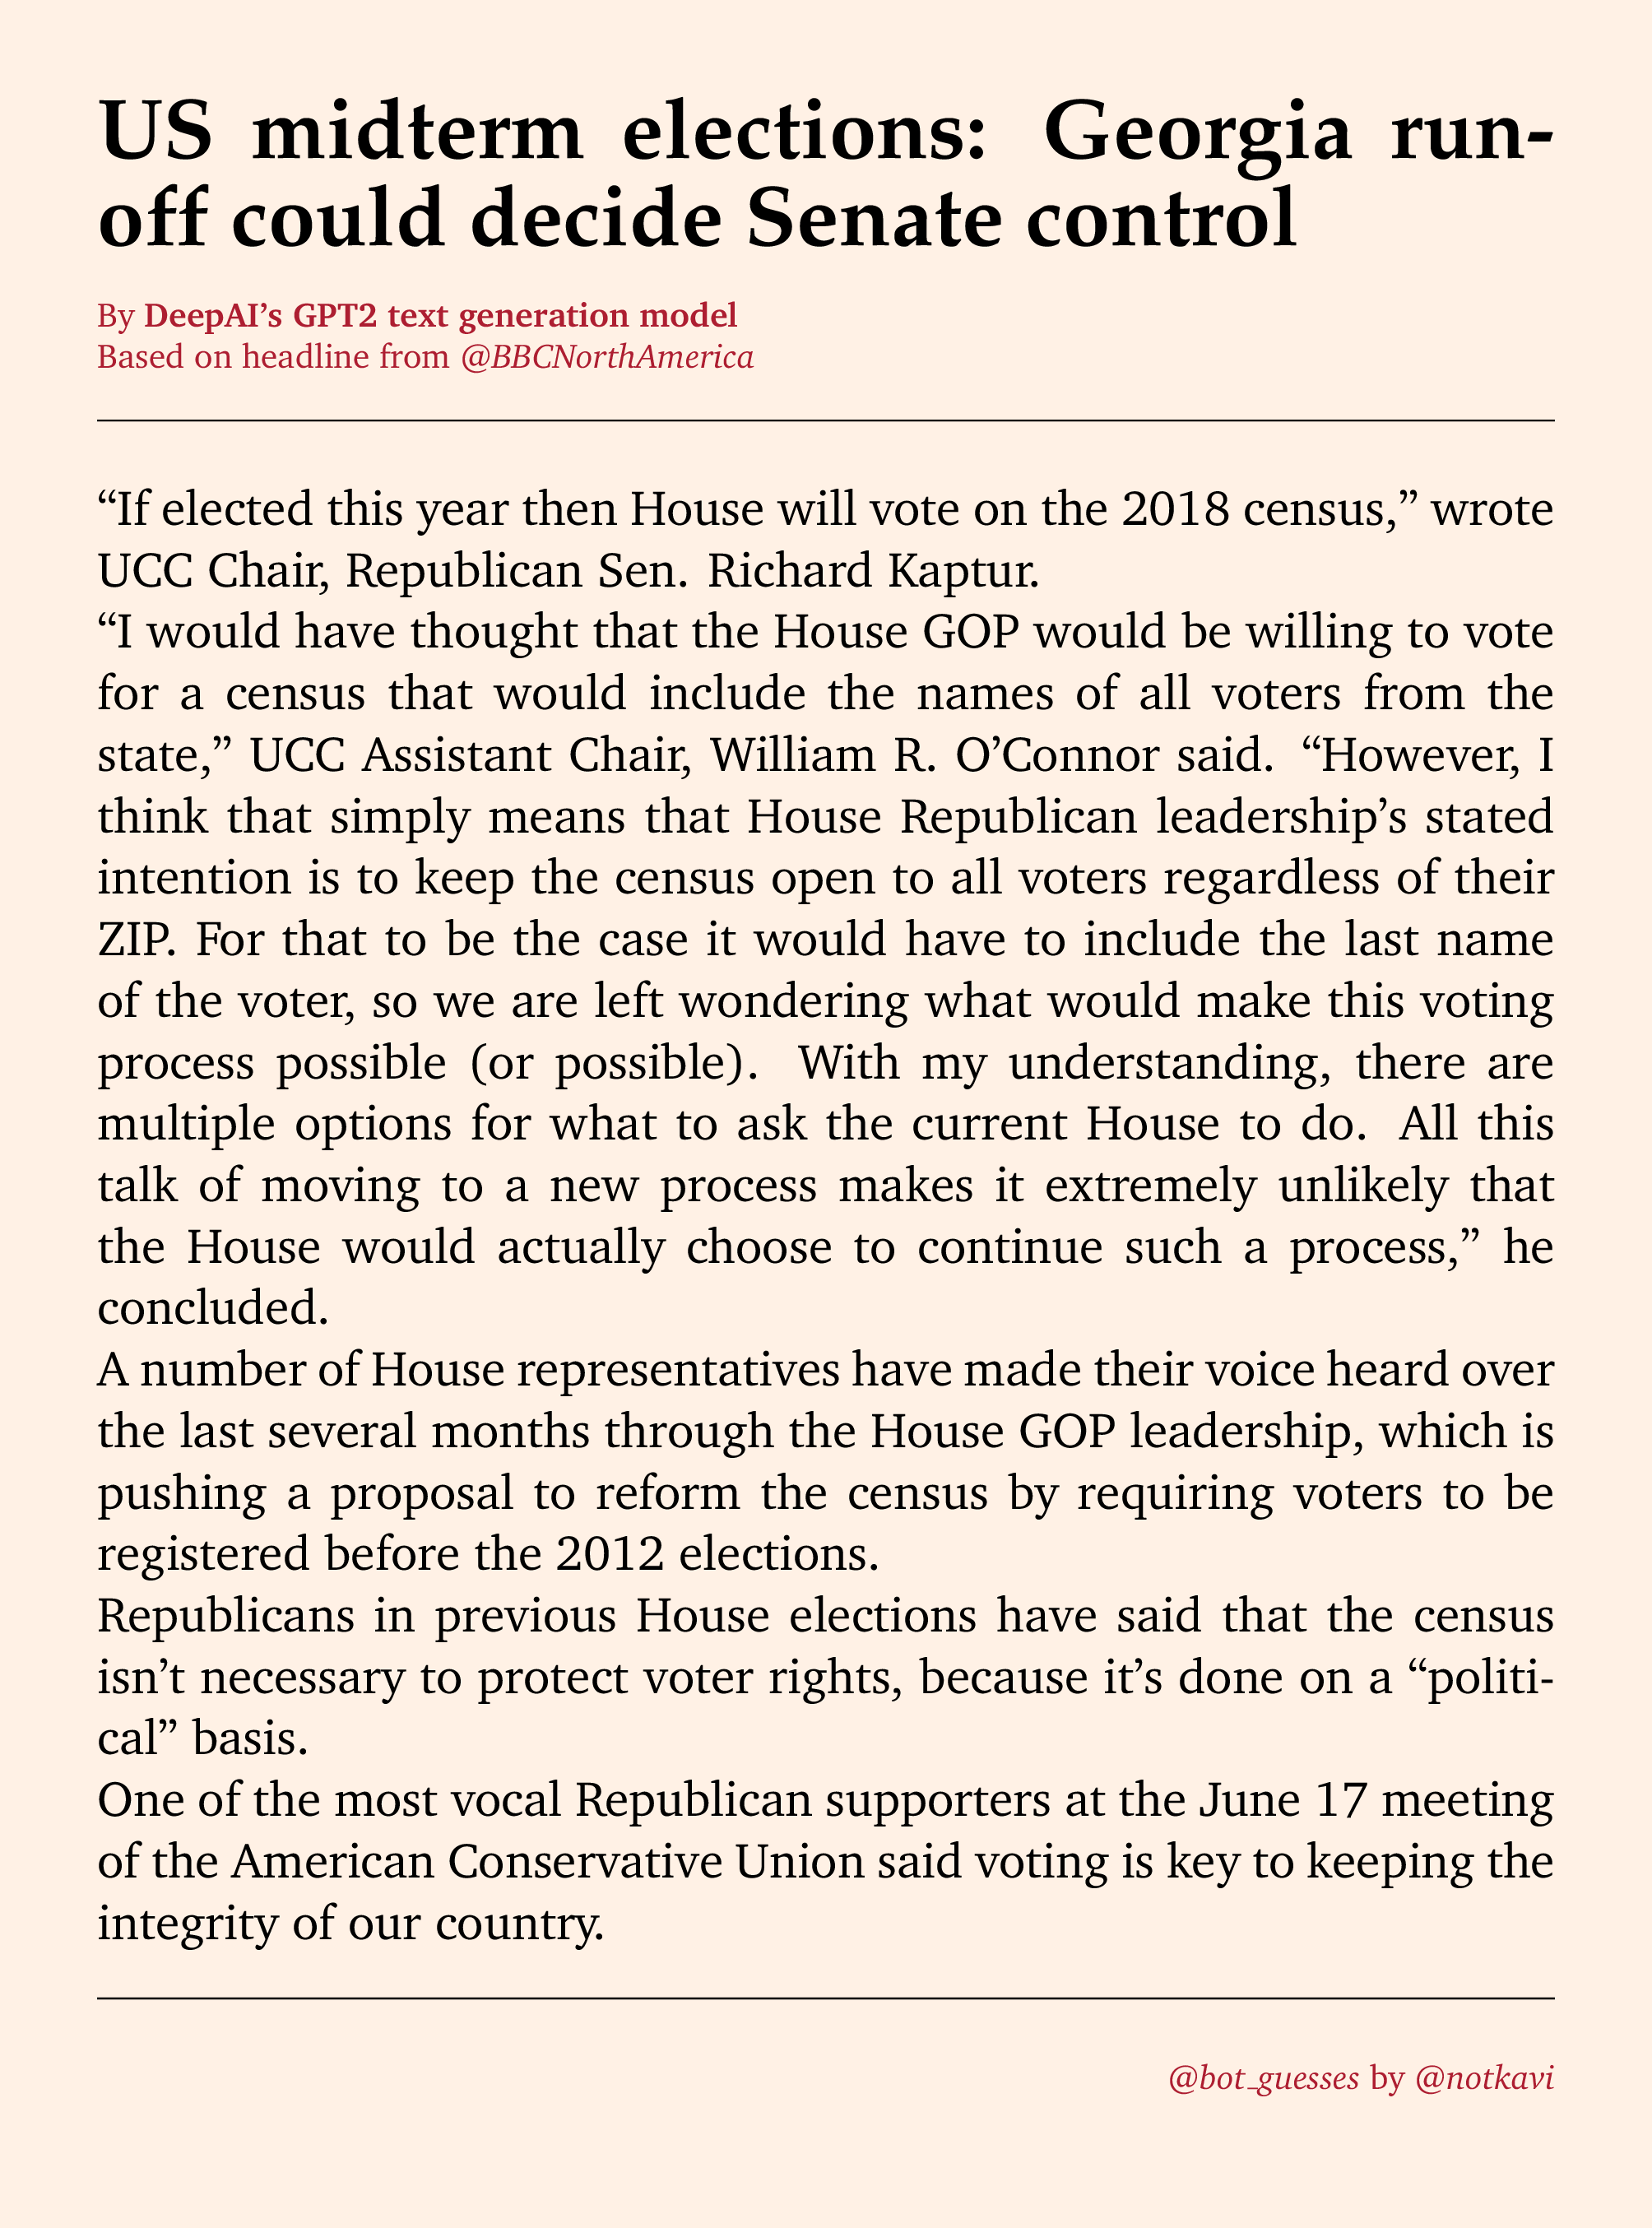 US midterm elections: Georgia run-
off could decide Senate control
By DeepAI’s GPT2 text generation model
Based on headline from @BBCNorthAmerica
“If elected this year then House will vote on the 2018 census,” wrote
UCC Chair, Republican Sen. Richard Kaptur.
“I would have thought that the House GOP would be willing to vote
for a census that would include the names of all voters from the
state,” UCC Assistant Chair, William R. O’Connor said. “However, I
think that simply means that House Republican leadership’s stated
intention is to keep the census open to all voters regardless of their
ZIP. For that to be the case it would have to include the last name
of the voter, so we are left wondering what would make this voting
process possible (or possible). With my understanding, there are
multiple options for what to ask the current House to do. All this
talk of moving to a new process makes it extremely unlikely that
the House would actually choose to continue such a process,” he
concluded.
A number of House representatives have made their voice heard over
the last several months through the House GOP leadership, which is
pushing a proposal to reform the census by requiring voters to be
registered before the 2012 elections.
Republicans in previous House elections have said that the census
isn’t necessary to protect voter rights, because it’s done on a “politi-
cal” basis.
One of the most vocal Republican supporters at the June 17 meeting
of the American Conservative Union said voting is key to keeping the
integrity of our country.
@bot_guesses by @notkavi